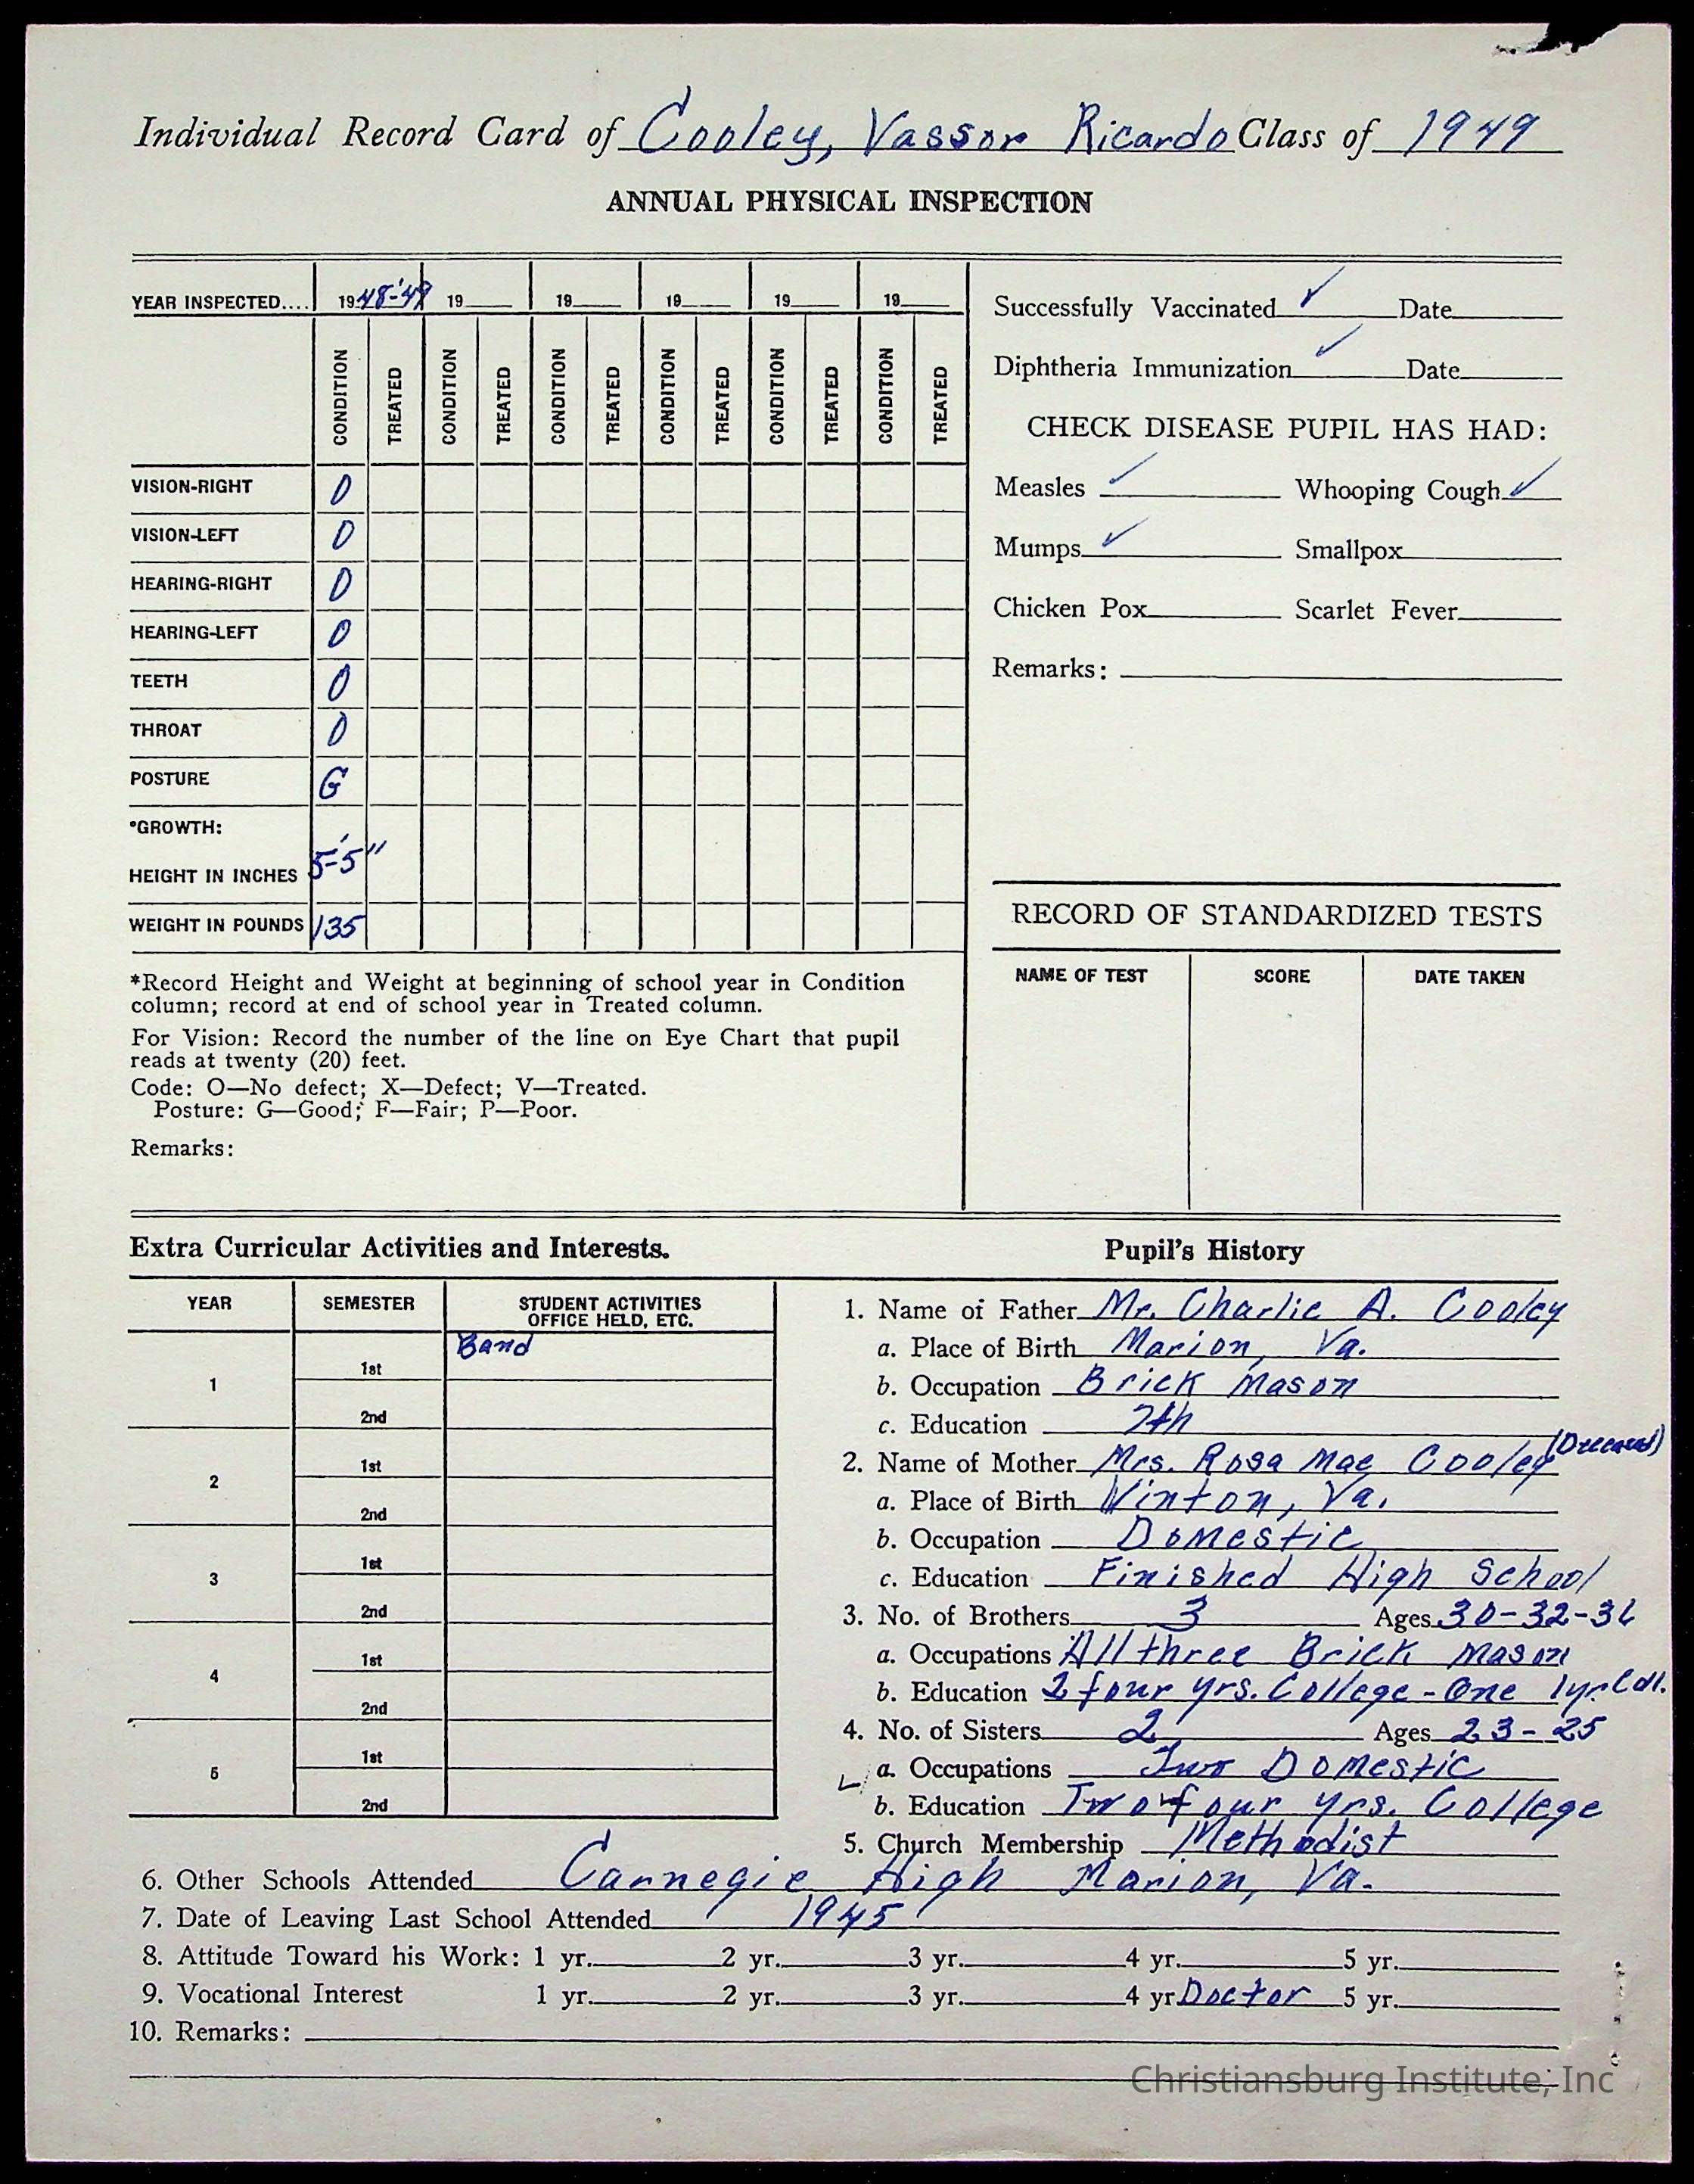 Individual Record Card of Cooley, Vassor Ricardo Class of 1949
ANNUAL PHYSICAL INSPECTION
YEAR INSPECTED.... 1948-'49 19 19 19 19 19
CONDITION TREATED CONDITION TREATED CONDITION TREATED CONDITION TREATED CONDITION TREATED CONDITION TREATED
VISION-RIGHT O
VISION-LEFT O
HEARING-RIGHT O
HEARING-LEFT O
TEETH O
THROAT O
POSTURE G
*GROWTH:
HEIGHT IN INCHES 5'-5"
WEIGHT IN POUNDS 135
*Record Height and Weight at beginning of school year in Condition
column; record at end of school year in Treated column.
For Vision: Record the number of the line on Eye Chart that pupil
reads at twenty (20) feet.
Code: O—No defect; X—Defect; V—Treated.
Posture: G—Good; F—Fair; P—Poor.
Remarks:
Successfully Vaccinated ✓ Date
Diphtheria Immunization ✓ Date
CHECK DISEASE PUPIL HAS HAD:
Measles ✓ Whooping Cough ✓
Mumps ✓ Smallpox
Chicken Pox Scarlet Fever
Remarks:
RECORD OF STANDARDIZED TESTS
NAME OF TEST SCORE DATE TAKEN
Extra Curricular Activities and Interests.
YEAR SEMESTER STUDENT ACTIVITIES
OFFICE HELD, ETC.
1 1st Band
2nd
2 1st
2nd
3 1st
2nd
4 1st
2nd
5 1st
2nd
Pupil's History
1. Name of Father Mr. Charlie A. Cooley
a. Place of Birth Marion, Va.
b. Occupation Brick Mason
c. Education 7th
2. Name of Mother Mrs. Rosa Mae Cooley (Deceased)
a. Place of Birth Vinton, Va.
b. Occupation Domestic
c. Education Finished High School
3. No. of Brothers 3 Ages 30-32-36
a. Occupations All three Brick Mason
b. Education 2 four yrs. College - One 1yr Col.
4. No. of Sisters 2 Ages 23-25
a. Occupations Two Domestic
b. Education Two four yrs. College
5. Church Membership Methodist
6. Other Schools Attended Carnegie High Marion, Va.
7. Date of Leaving Last School Attended 1945
8. Attitude Toward his Work: 1 yr. 2 yr. 3 yr. 4 yr. 5 yr.
9. Vocational Interest 1 yr. 2 yr. 3 yr. 4 yr. Doctor 5 yr.
10. Remarks:
Christiansburg Institute, Inc